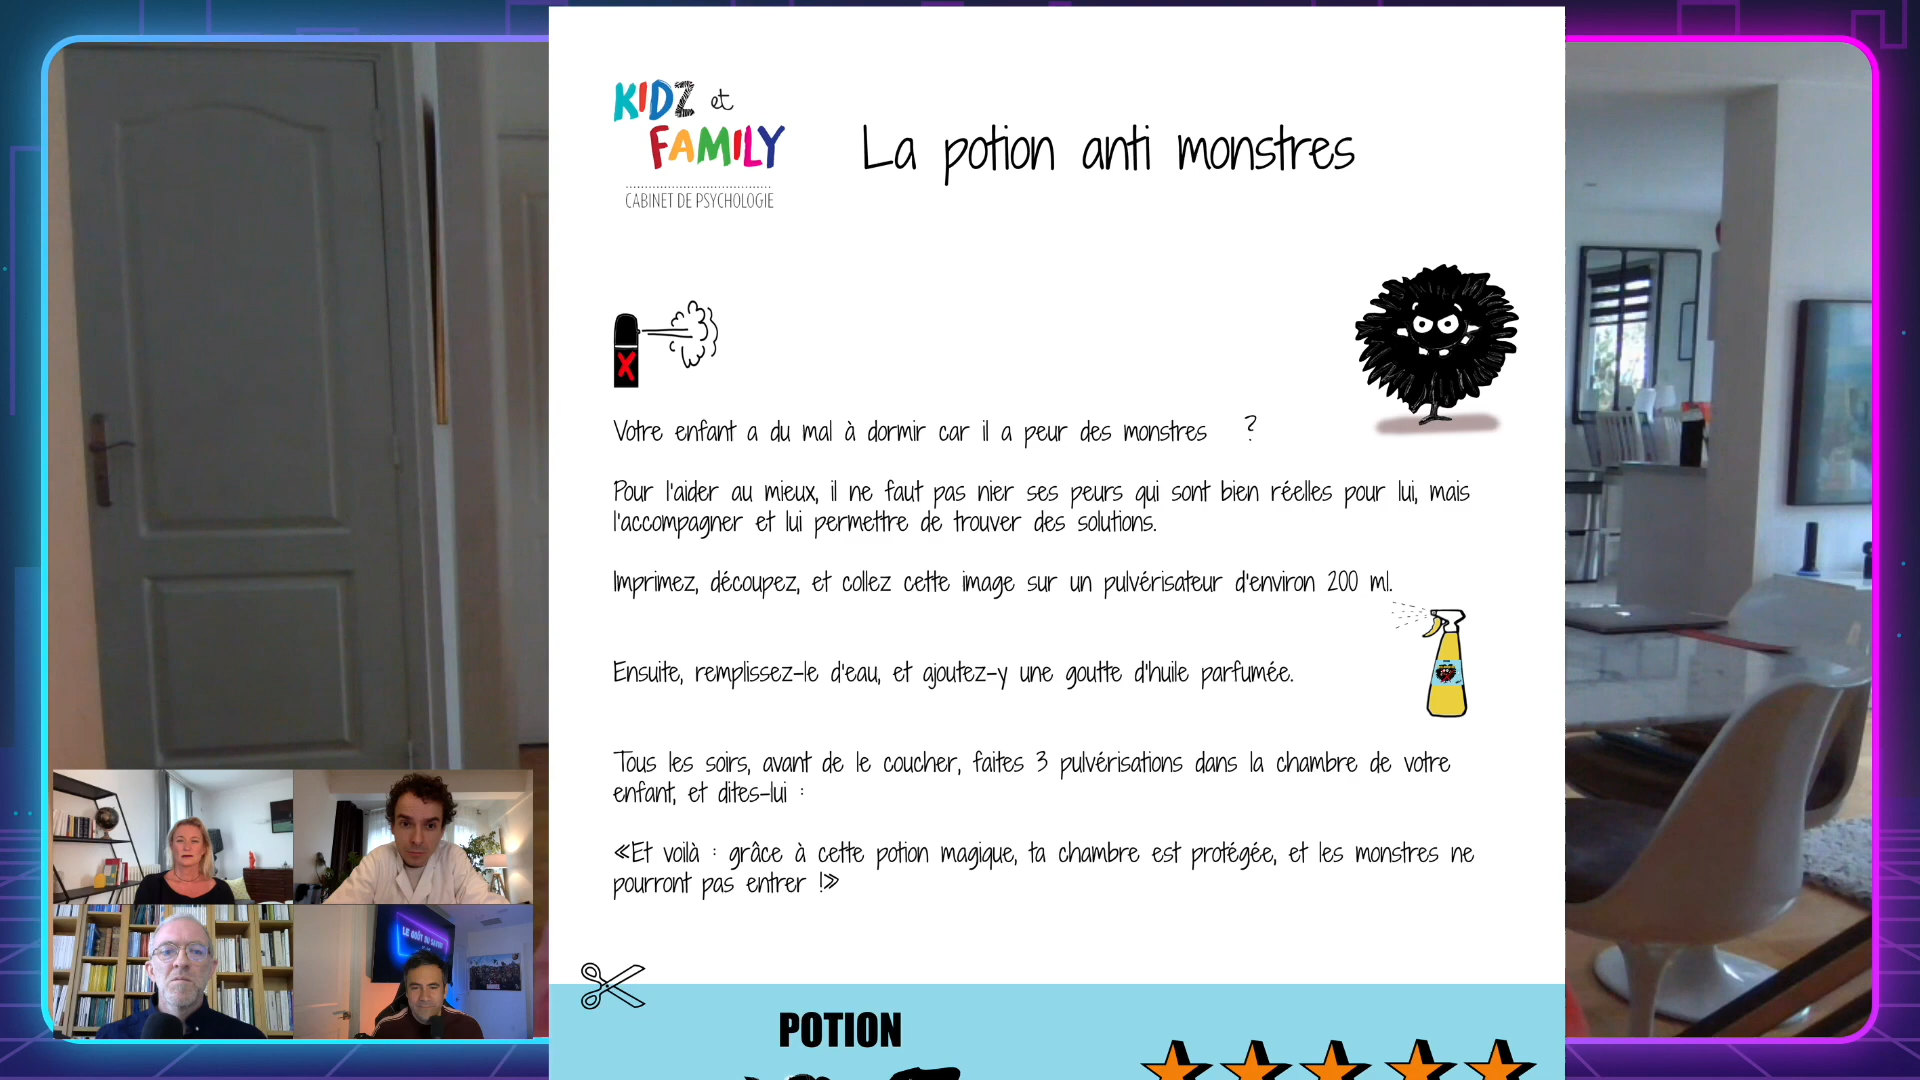 KIDZ et
FAMILY
CABINET DE PSYCHOLOGIE
La potion anti monstres
X
Votre enfant a du mal à dormir car il a peur des monstres ?
Pour l'aider au mieux, il ne faut pas nier ses peurs qui sont bien réelles pour lui, mais
l'accompagner et lui permettre de trouver des solutions.
Imprimez, découpez, et collez cette image sur un pulvérisateur d'environ 200 ml.
Ensuite, remplissez-le d'eau, et ajoutez-y une goutte d'huile parfumée.
Tous les soirs, avant de le coucher, faites 3 pulvérisations dans la chambre de votre
enfant, et dites-lui :
«Et voilà : grâce à cette potion magique, ta chambre est protégée, et les monstres ne
pourront pas entrer !»
LE GOÛT DU SAVOIR
POTION